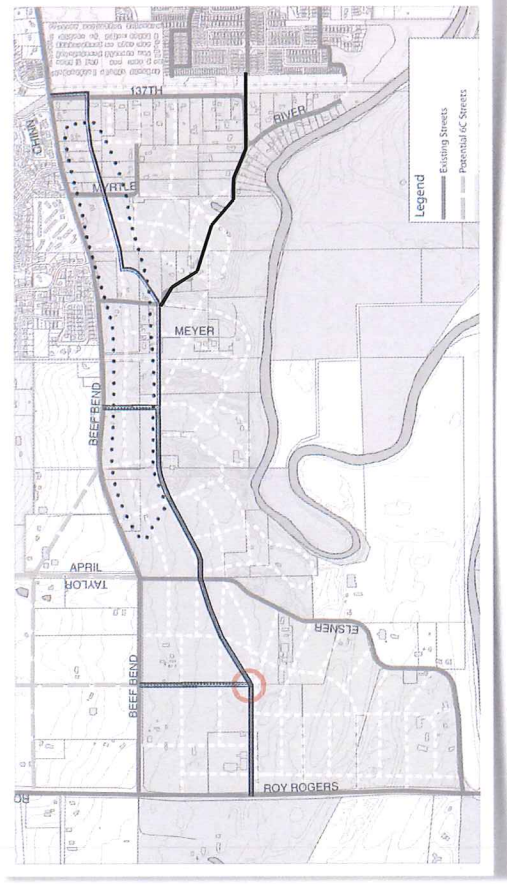 CHINN
137TH
RIVER
MYRTLE
MEYER
BEEF BEND
APRIL
TAYLOR
ELSNER
BEEF BEND
ROY ROGERS
RD
Legend
Existing Streets
Potential 6C Streets